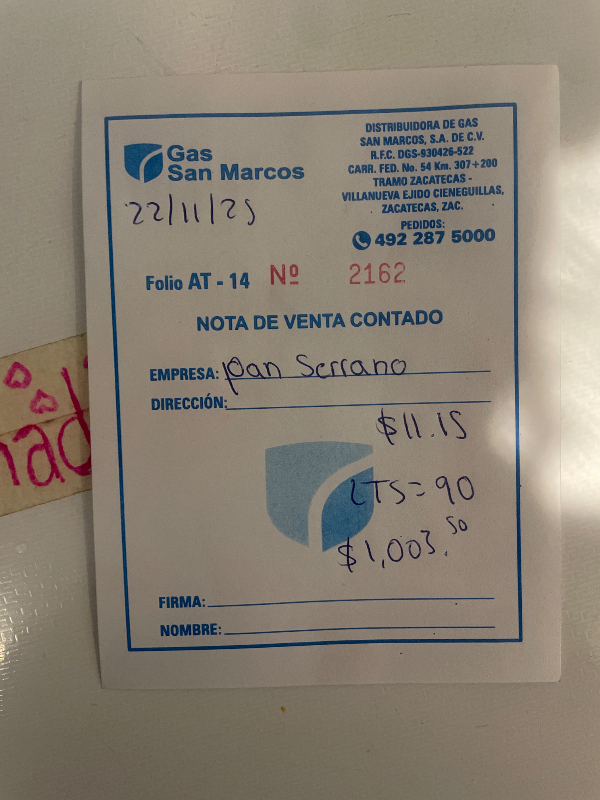 Gas
San Marcos
DISTRIBUIDORA DE GAS
SAN MARCOS, S.A. DE C.V.
R.F.C. DGS-930426-522
CARR. FED. No. 54 Km. 307+200
TRAMO ZACATECAS -
VILLANUEVA EJIDO CIENEGUILLAS,
ZACATECAS, ZAC.
PEDIDOS:
492 287 5000
22/11/25
Folio AT - 14 Nº 2162
NOTA DE VENTA CONTADO
EMPRESA: Joan Serrano
DIRECCIÓN:
$11.15
LTS = 90
$1,003.50
FIRMA:
NOMBRE: